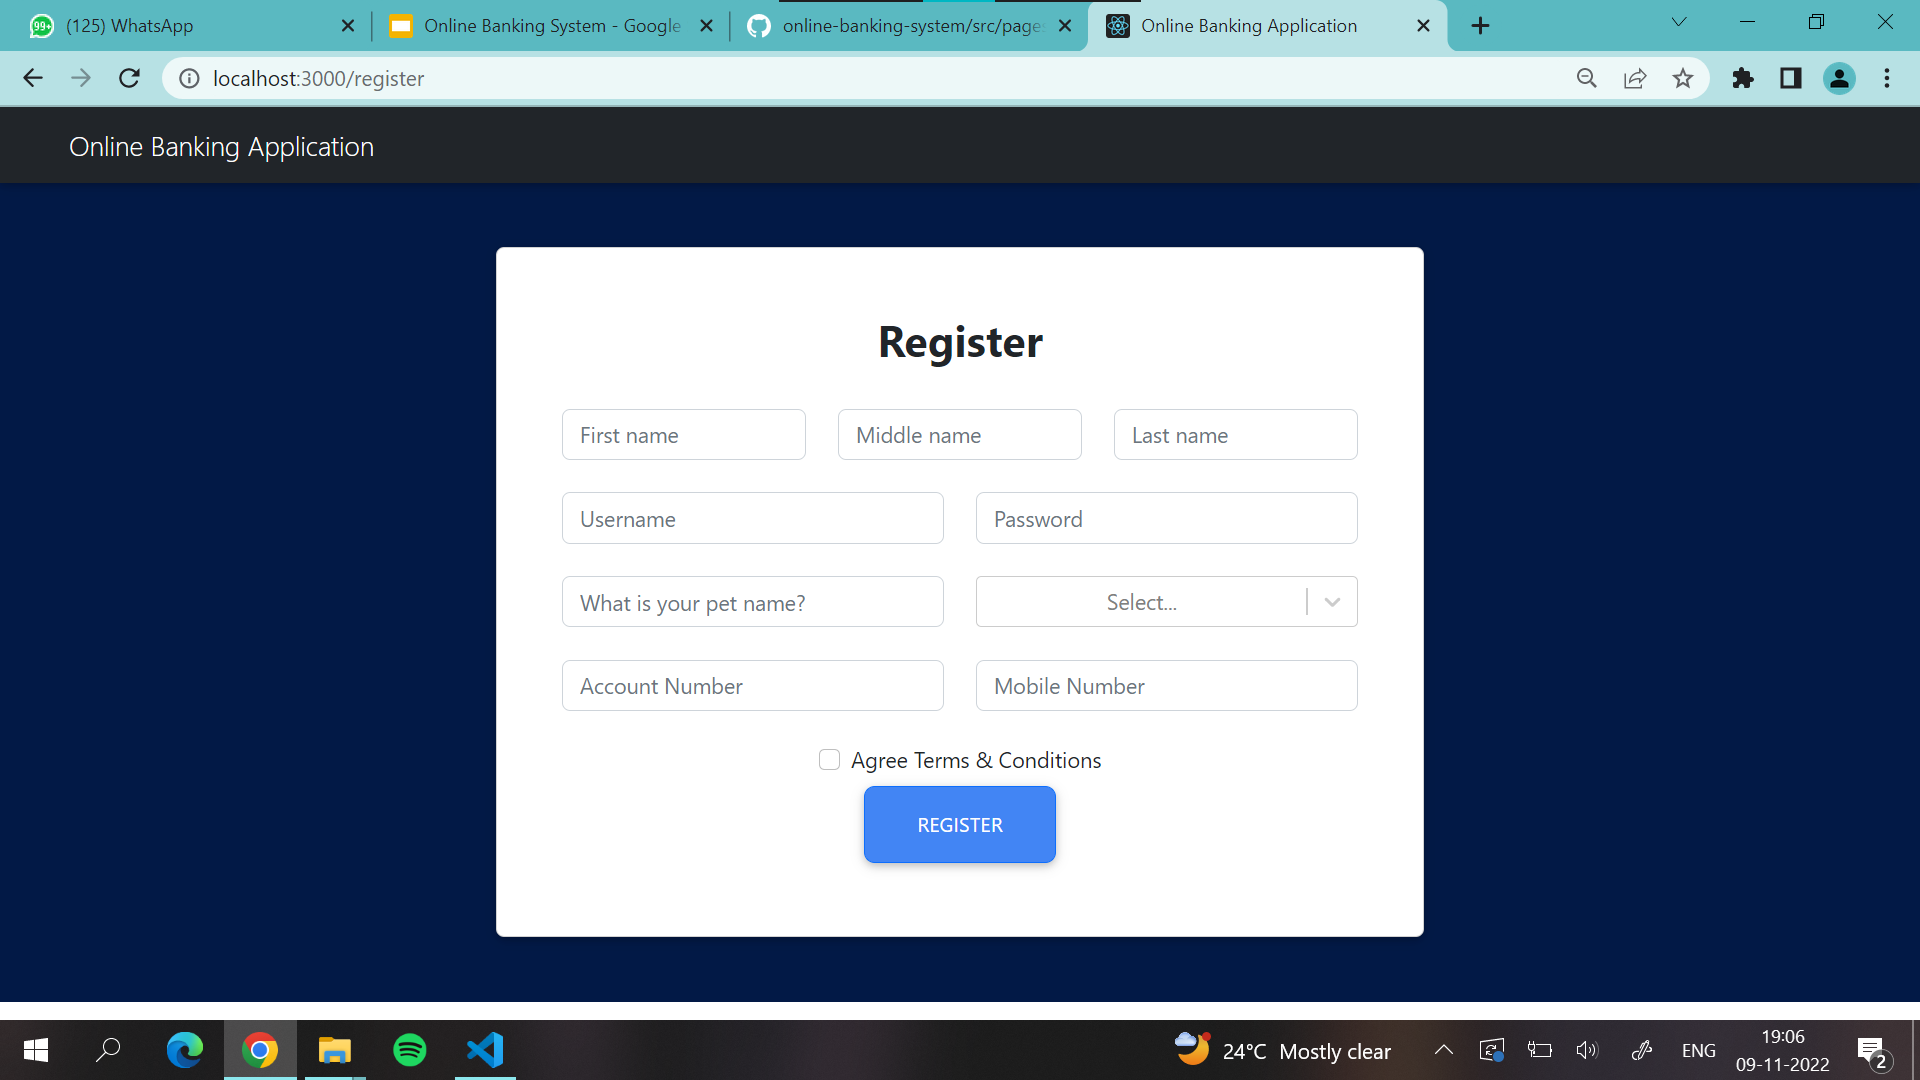 99+ (125) WhatsApp Online Banking System - Google online-banking-system/src/pages Online Banking Application
localhost:3000/register
Online Banking Application
Register
First name Middle name Last name
Username Password
What is your pet name? Select...
Account Number Mobile Number
Agree Terms & Conditions
REGISTER
24°C Mostly clear ENG 19:06
09-11-2022 2